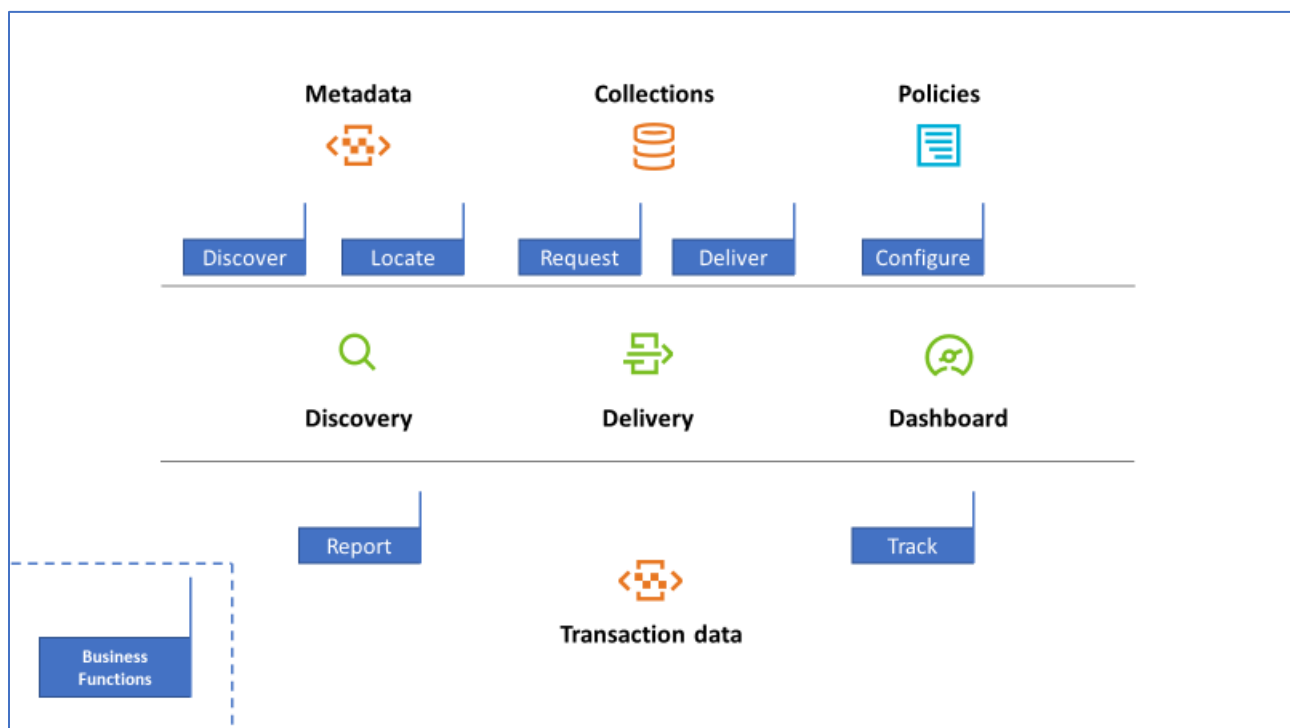 Metadata
Collections
Policies
Discover
Locate
Request
Deliver
Configure
Discovery
Delivery
Dashboard
Report
Track
Transaction data
Business
Functions